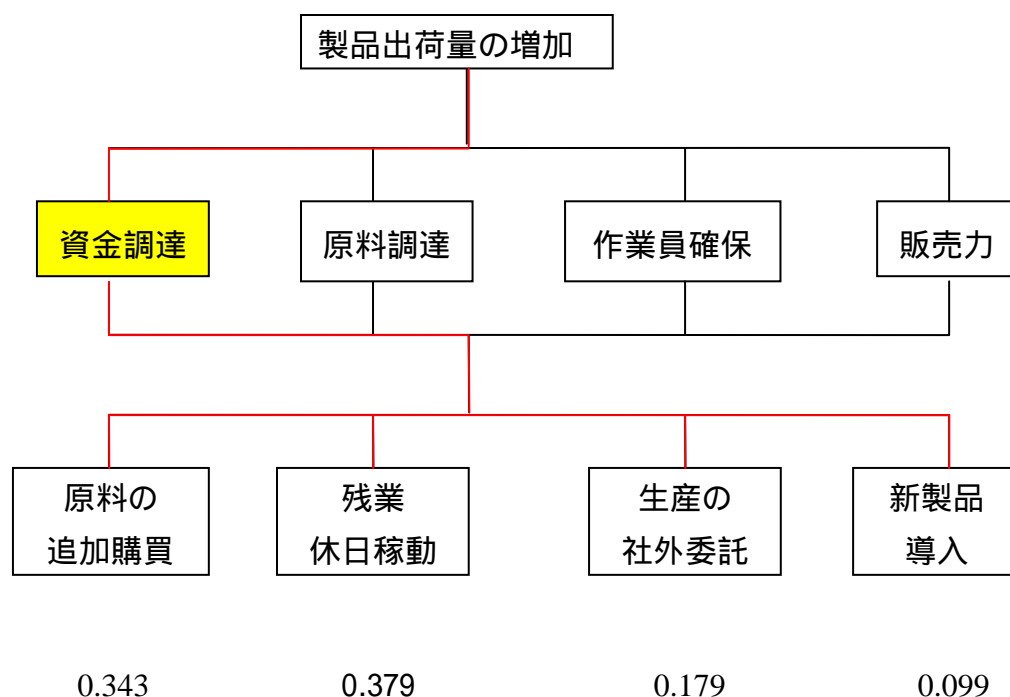 製品出荷量の増加
資金調達
原料調達
作業員確保
販売力
原料の
追加購買
残業
休日稼動
生産の
社外委託
新製品
導入
0.343
0.379
0.179
0.099